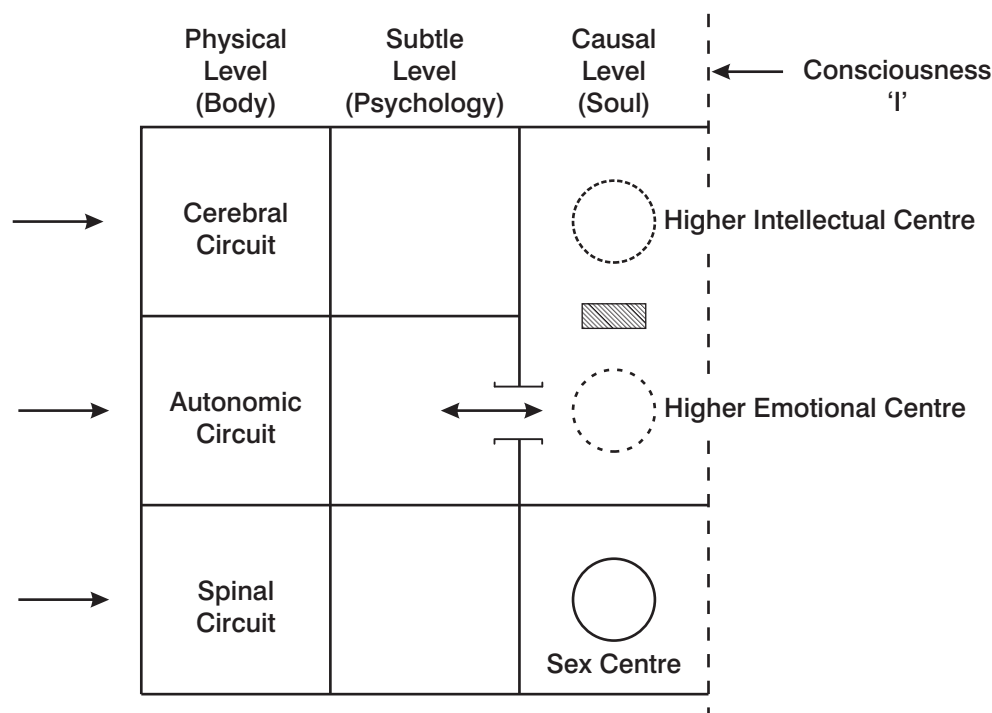 Physical
Level
(Body)
Subtle
Level
(Psychology)
Causal
Level
(Soul)
Consciousness
‘I’
Cerebral
Circuit
Higher Intellectual Centre
Autonomic
Circuit
Higher Emotional Centre
Spinal
Circuit
Sex Centre